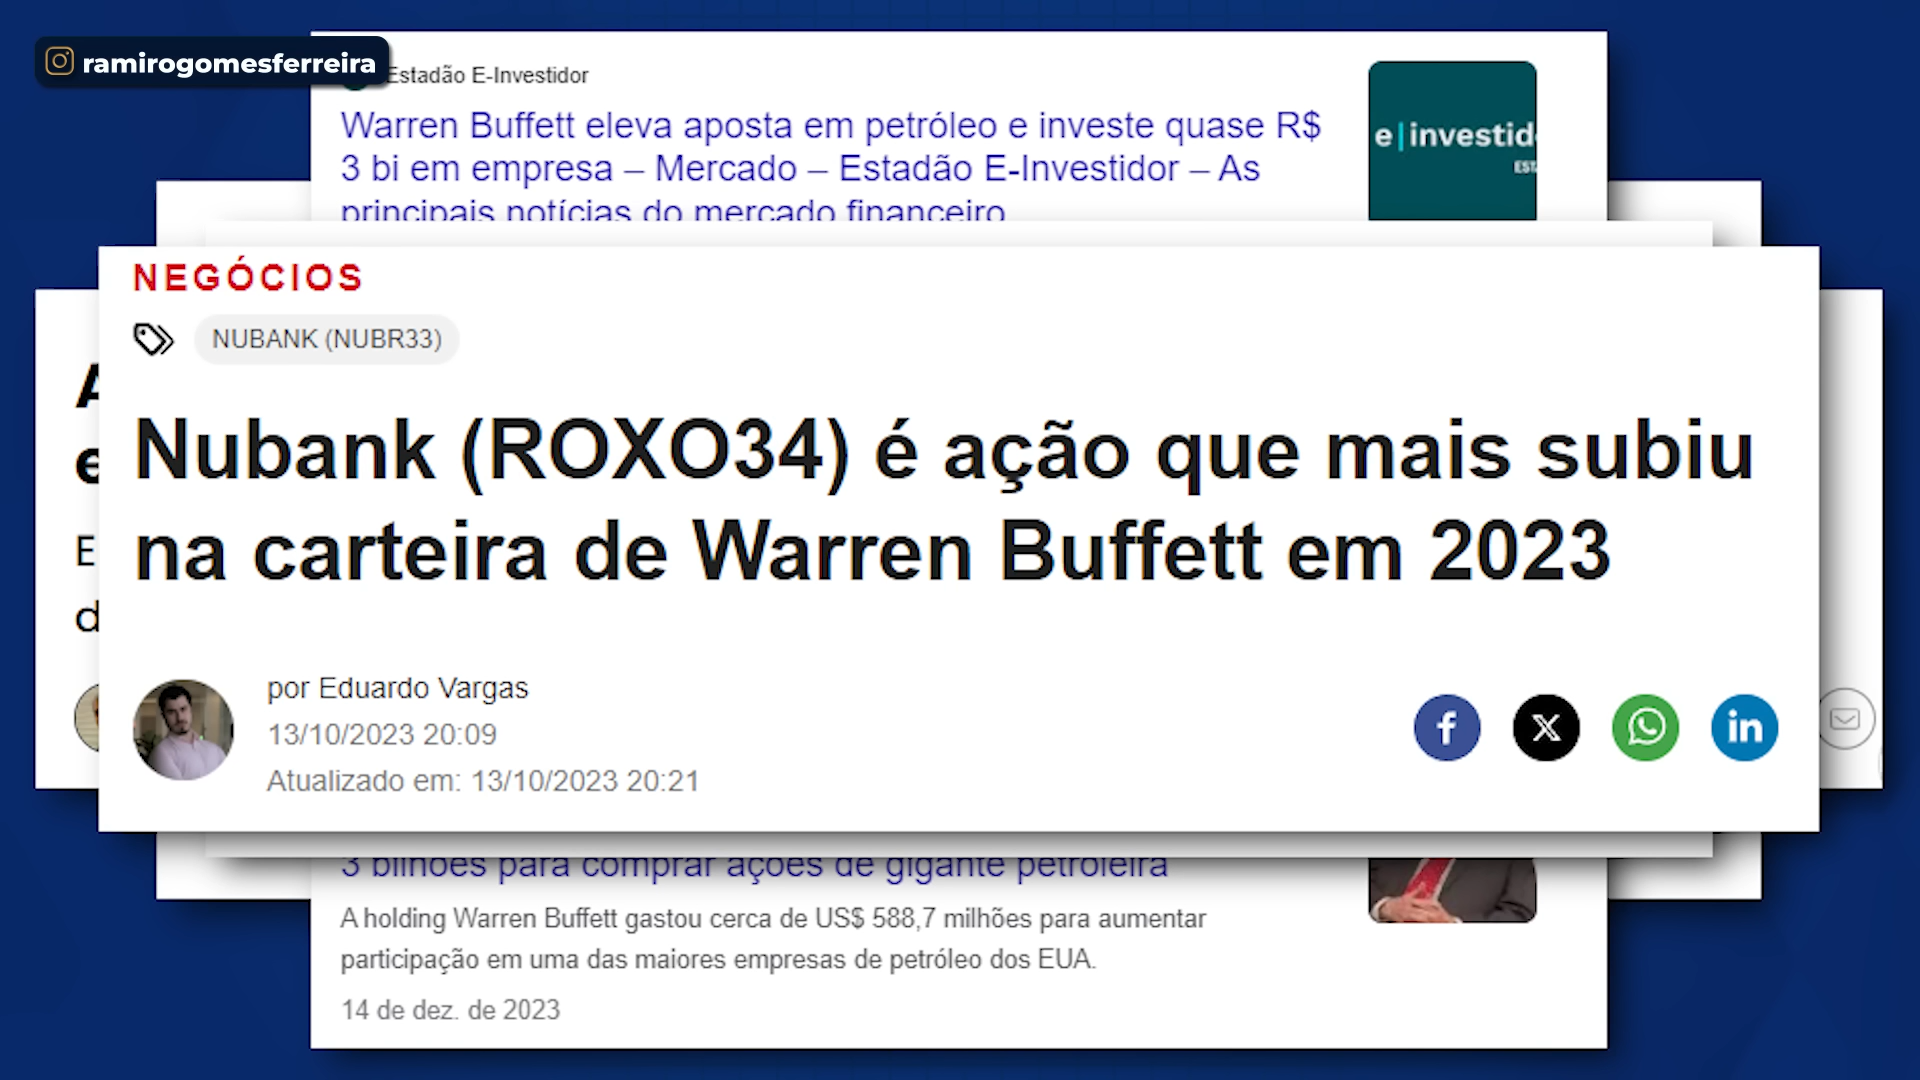 ramirogomesferreira
Estadão E-Investidor
Warren Buffett eleva aposta em petróleo e investe quase R$
3 bi em empresa – Mercado – Estadão E-Investidor – As
principais notícias do mercado financeiro
e|investid
EST
NEGÓCIOS
NUBANK (NUBR33)
Nubank (ROXO34) é ação que mais subiu
na carteira de Warren Buffett em 2023
por Eduardo Vargas
13/10/2023 20:09
Atualizado em: 13/10/2023 20:21
A
e
E
d
3 bilhões para comprar ações de gigante petroleira
A holding Warren Buffett gastou cerca de US$ 588,7 milhões para aumentar
participação em uma das maiores empresas de petróleo dos EUA.
14 de dez. de 2023